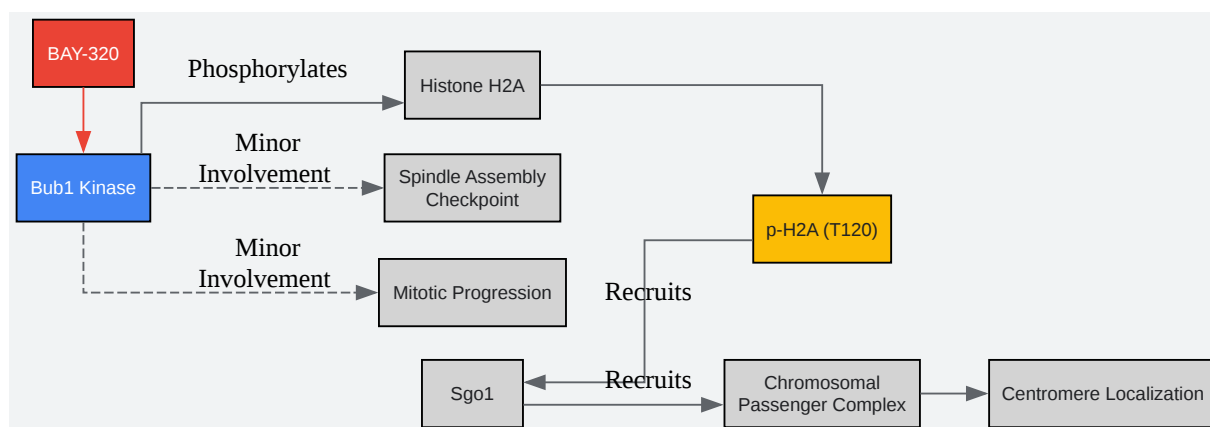 BAY-320
Phosphorylates
Histone H2A
Minor
Involvement
Bub1 Kinase
Spindle Assembly
Checkpoint
p-H2A (T120)
Minor
Involvement
Mitotic Progression
Recruits
Sgo1
Recruits
Chromosomal
Passenger Complex
Centromere Localization